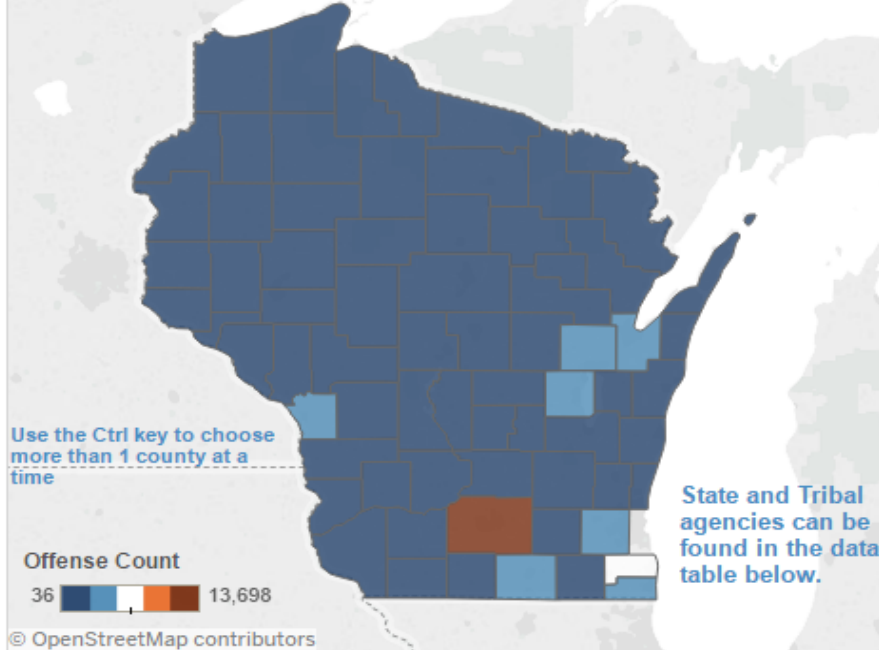 Use the Ctrl key to choose
more than 1 county at a
time
State and Tribal
agencies can be
found in the data
table below.
Offense Count
36 13,698
© OpenStreetMap contributors